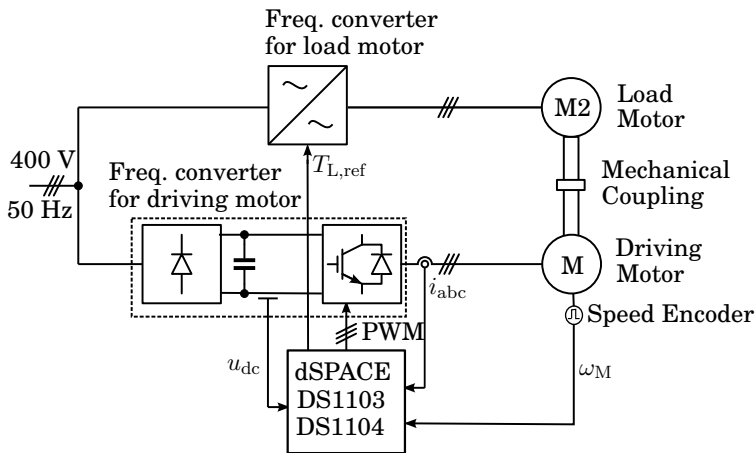 Freq. converter
for load motor
M2
Load
Motor
400 V
50 Hz
Freq. converter
for driving motor
T_L,ref
Mechanical
Coupling
M
Driving
Motor
i_abc
Speed Encoder
PWM
u_dc
dSPACE
DS1103
DS1104
ω_M